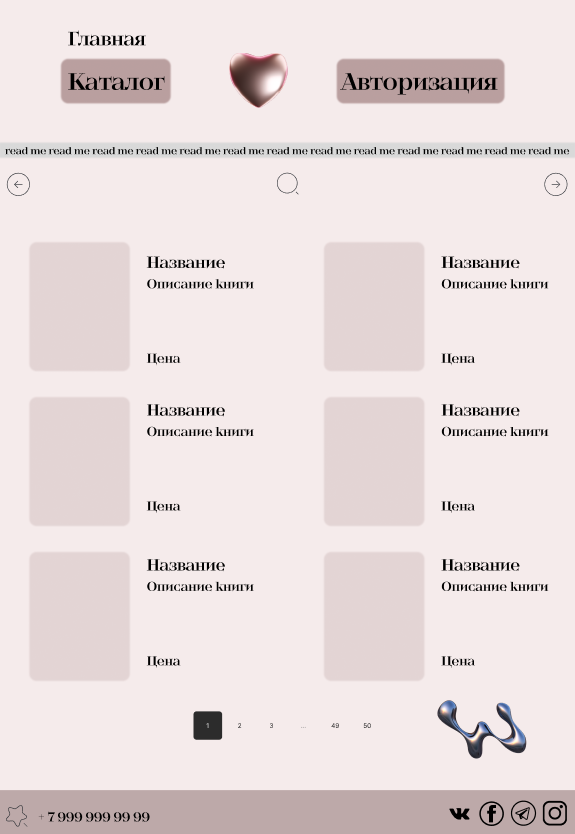 Главная
Каталог
Авторизация
read me read me read me read me read me read me read me read me read me read me read me read me read me
Название
Описание книги
Цена
Название
Описание книги
Цена
Название
Описание книги
Цена
Название
Описание книги
Цена
Название
Описание книги
Цена
Название
Описание книги
Цена
1 2 3 ... 49 50
+ 7 999 999 99 99